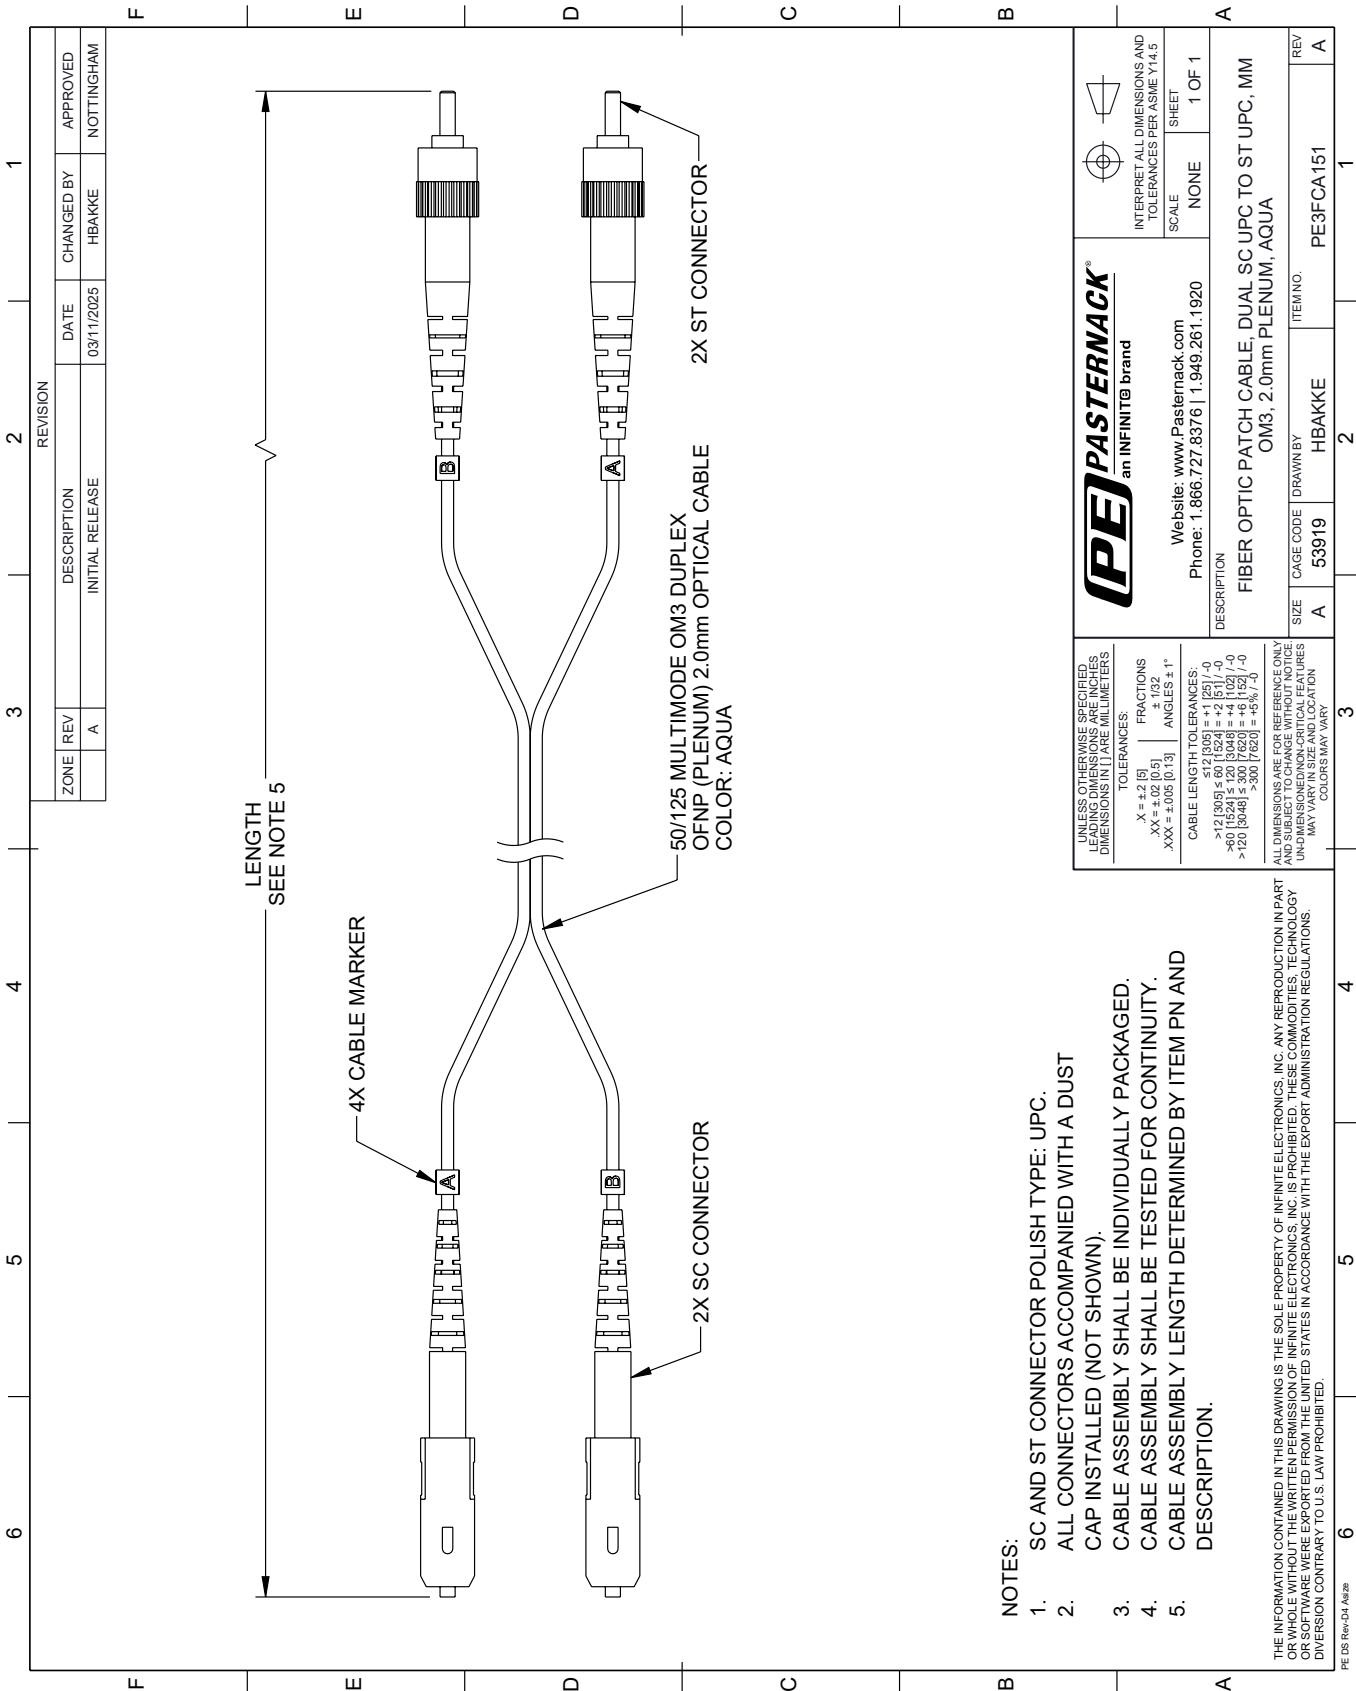 6
5
4
3
2
1
F
E
D
C
B
A
REVISION
ZONE
REV
DESCRIPTION
DATE
CHANGED BY
APPROVED
A
INITIAL RELEASE
03/11/2025
HBAKKE
NOTTINGHAM
LENGTH
SEE NOTE 5
4X CABLE MARKER
A
B
B
A
2X SC CONNECTOR
50/125 MULTIMODE OM3 DUPLEX
OFNP (PLENUM) 2.0mm OPTICAL CABLE
COLOR: AQUA
2X ST CONNECTOR
NOTES:
1. SC AND ST CONNECTOR POLISH TYPE: UPC.
2. ALL CONNECTORS ACCOMPANIED WITH A DUST
CAP INSTALLED (NOT SHOWN).
3. CABLE ASSEMBLY SHALL BE INDIVIDUALLY PACKAGED.
4. CABLE ASSEMBLY SHALL BE TESTED FOR CONTINUITY.
5. CABLE ASSEMBLY LENGTH DETERMINED BY ITEM PN AND
DESCRIPTION.
THE INFORMATION CONTAINED IN THIS DRAWING IS THE SOLE PROPERTY OF INFINITE ELECTRONICS, INC. ANY REPRODUCTION IN PART
OR WHOLE WITHOUT THE WRITTEN PERMISSION OF INFINITE ELECTRONICS, INC. IS PROHIBITED. THESE COMMODITIES, TECHNOLOGY
OR SOFTWARE WERE EXPORTED FROM THE UNITED STATES IN ACCORDANCE WITH THE EXPORT ADMINISTRATION REGULATIONS.
DIVERSION CONTRARY TO U.S. LAW PROHIBITED.
UNLESS OTHERWISE SPECIFIED
LEADING DIMENSIONS ARE INCHES
DIMENSIONS IN [ ] ARE MILLIMETERS
TOLERANCES:
.X = ±.2 [5]
.XX = ±.02 [0.5]
.XXX = ±.005 [0.13]
FRACTIONS
± 1/32
ANGLES ± 1°
CABLE LENGTH TOLERANCES:
≤12 [305] = +1 [25] / -0
>12 [305] ≤ 60 [1524] = +2 [51] / -0
>60 [1524] ≤ 120 [3048] = +4 [102] / -0
>120 [3048] ≤ 300 [7620] = +6 [152] / -0
>300 [7620] = +5% / -0
ALL DIMENSIONS ARE FOR REFERENCE ONLY
AND SUBJECT TO CHANGE WITHOUT NOTICE.
UN-DIMENSIONED/NON-CRITICAL FEATURES
MAY VARY IN SIZE AND LOCATION
COLORS MAY VARY
PE PASTERNACK®
an INFINIT@ brand
Website: www.Pasternack.com
Phone: 1.866.727.8376 | 1.949.261.1920
INTERPRET ALL DIMENSIONS AND
TOLERANCES PER ASME Y14.5
SCALE
NONE
SHEET
1 OF 1
DESCRIPTION
FIBER OPTIC PATCH CABLE, DUAL SC UPC TO ST UPC, MM
OM3, 2.0mm PLENUM, AQUA
SIZE
A
CAGE CODE
53919
DRAWN BY
HBAKKE
ITEM NO.
PE3FCA151
REV
A
6
5
4
3
2
1
F
E
D
C
B
A
PE DS Rev-D4 Asize